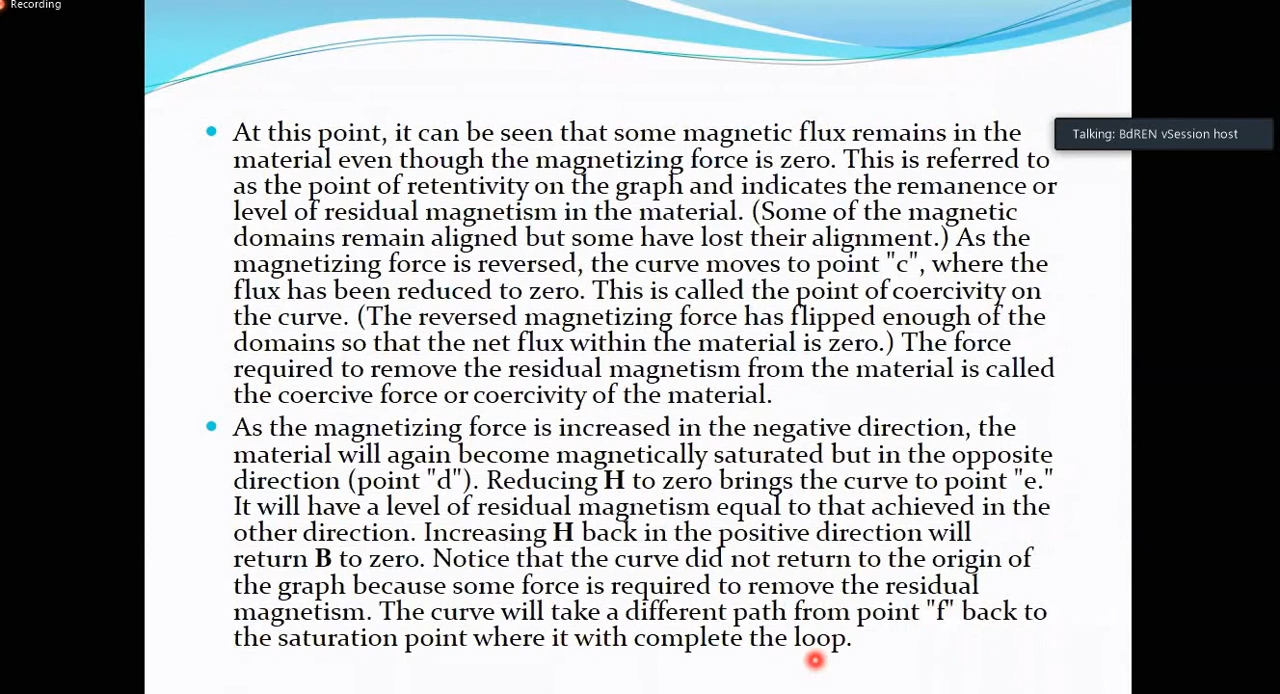 Recording
At this point, it can be seen that some magnetic flux remains in the
Talking: BdREN vSession host
material even though the magnetizing force is zero. This is referred to
as the point of retentivity on the graph and indicates the remanence or
level of residual magnetism in the material. (Some of the magnetic
domains remain aligned but some have lost their alignment.) As the
magnetizing force is reversed, the curve moves to point "c", where the
flux has been reduced to zero. This is called the point of coercivity on
the curve. (The reversed magnetizing force has flipped enough of the
domains so that the net flux within the material is zero.) The force
required to remove the residual magnetism from the material is called
the coercive force or coercivity of the material.
As the magnetizing force is increased in the negative direction, the
material will again become magnetically saturated but in the opposite
direction (point "d"). Reducing H to zero brings the curve to point "e."
It will have a level of residual magnetism equal to that achieved in the
other direction. Increasing H back in the positive direction will
return B to zero. Notice that the curve did not return to the origin of
the graph because some force is required to remove the residual
magnetism. The curve will take a different path from point "f" back to
the saturation point where it with complete the loop.